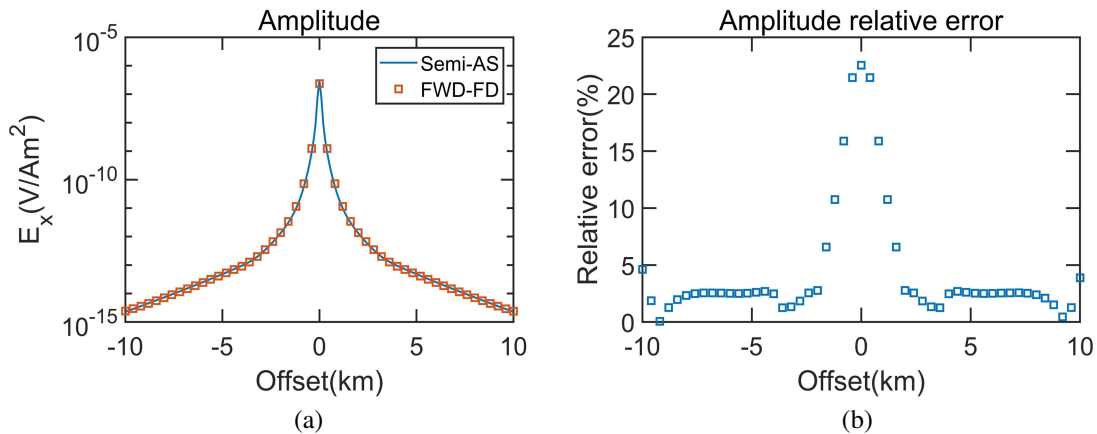 Amplitude
10^-5
10^-10
10^-15
E_x(V/Am^2)
Semi-AS
FWD-FD
-10 -5 0 5 10
Offset(km)
(a)
Amplitude relative error
25
20
15
10
5
0
Relative error(%)
-10 -5 0 5 10
Offset(km)
(b)